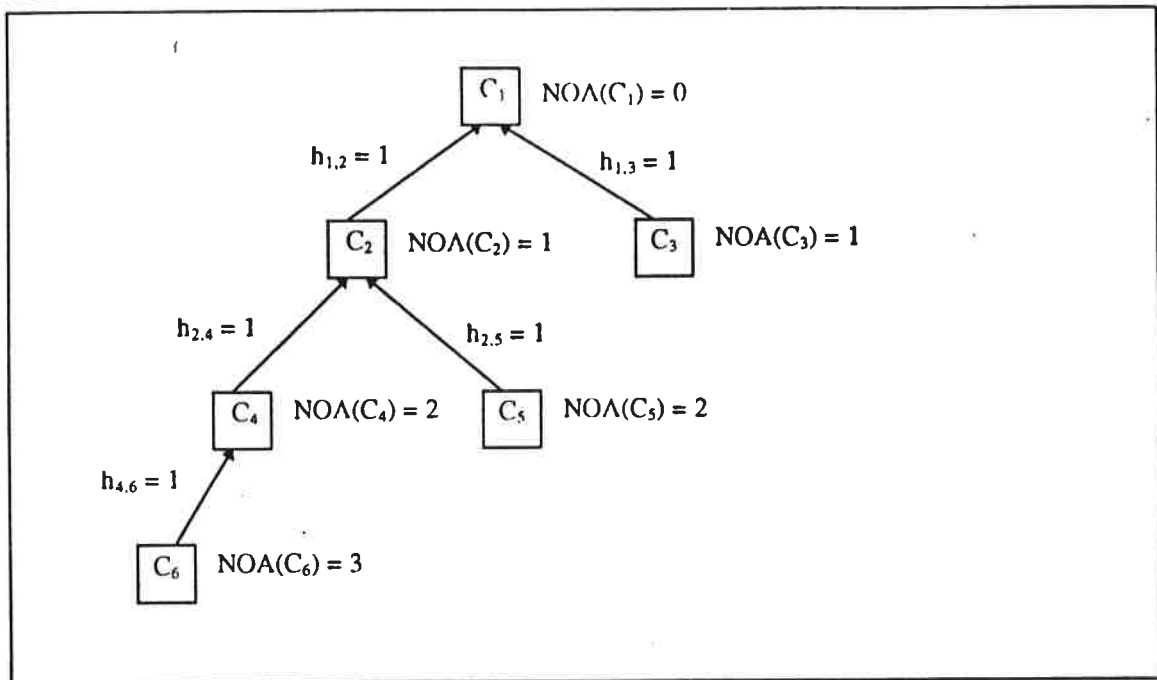 C₁ NOA(C₁) = 0
h₁,₂ = 1
h₁,₃ = 1
C₂ NOA(C₂) = 1
C₃ NOA(C₃) = 1
h₂,₄ = 1
h₂,₅ = 1
C₄ NOA(C₄) = 2
C₅ NOA(C₅) = 2
h₄,₆ = 1
C₆ NOA(C₆) = 3